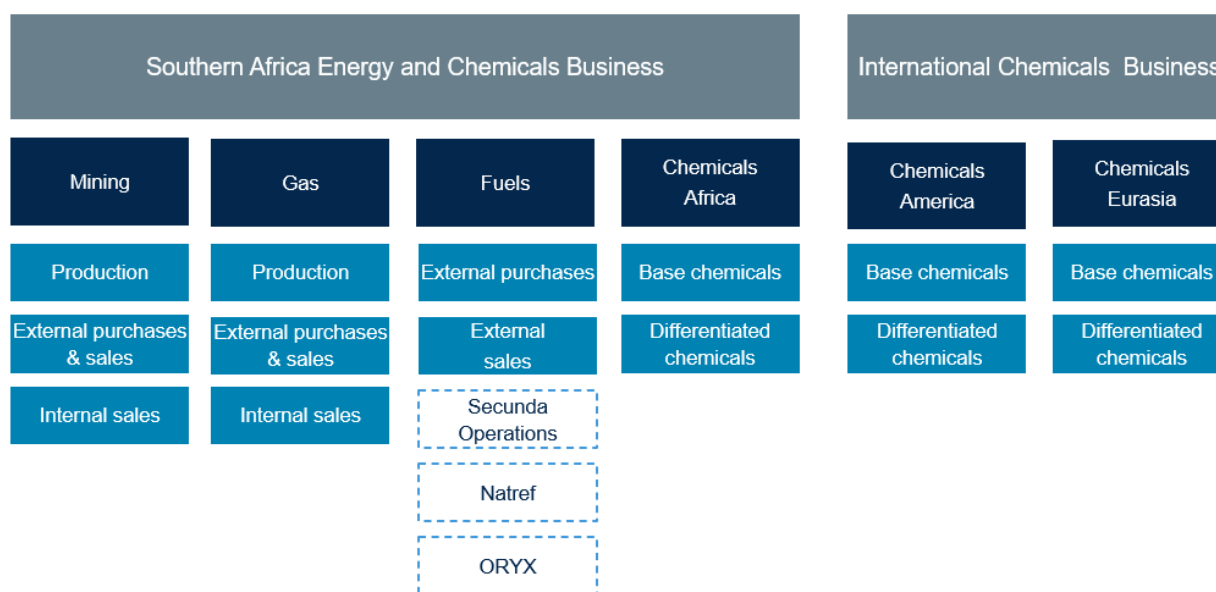 Southern Africa Energy and Chemicals Business
International Chemicals Business
Mining
Gas
Fuels
Chemicals
Africa
Chemicals
America
Chemicals
Eurasia
Production
Production
External purchases
Base chemicals
Base chemicals
Base chemicals
External purchases
& sales
External purchases
& sales
External
sales
Differentiated
chemicals
Differentiated
chemicals
Differentiated
chemicals
Internal sales
Internal sales
Secunda
Operations
Natref
ORYX